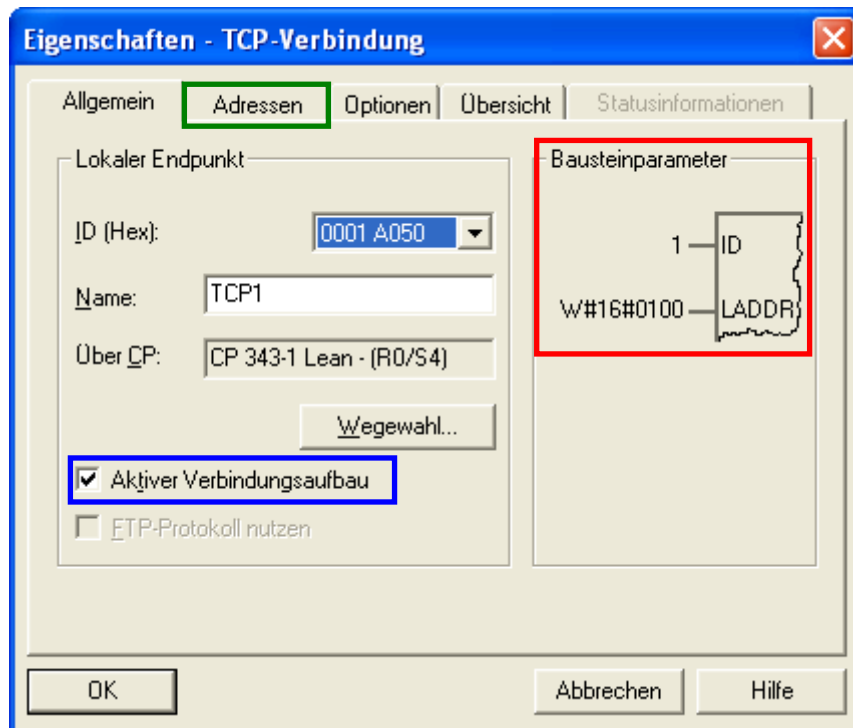 Eigenschaften - TCP-Verbindung
Allgemein Adressen Optionen Übersicht Statusinformationen
Lokaler Endpunkt
ID (Hex): 0001 A050
Name: TCP1
Über CP: CP 343-1 Lean - (R0/S4)
Wegewahl...
Aktiver Verbindungsaufbau
FTP-Protokoll nutzen
Bausteinparameter
1 ID
W#16#0100 LADDR
OK Abbrechen Hilfe